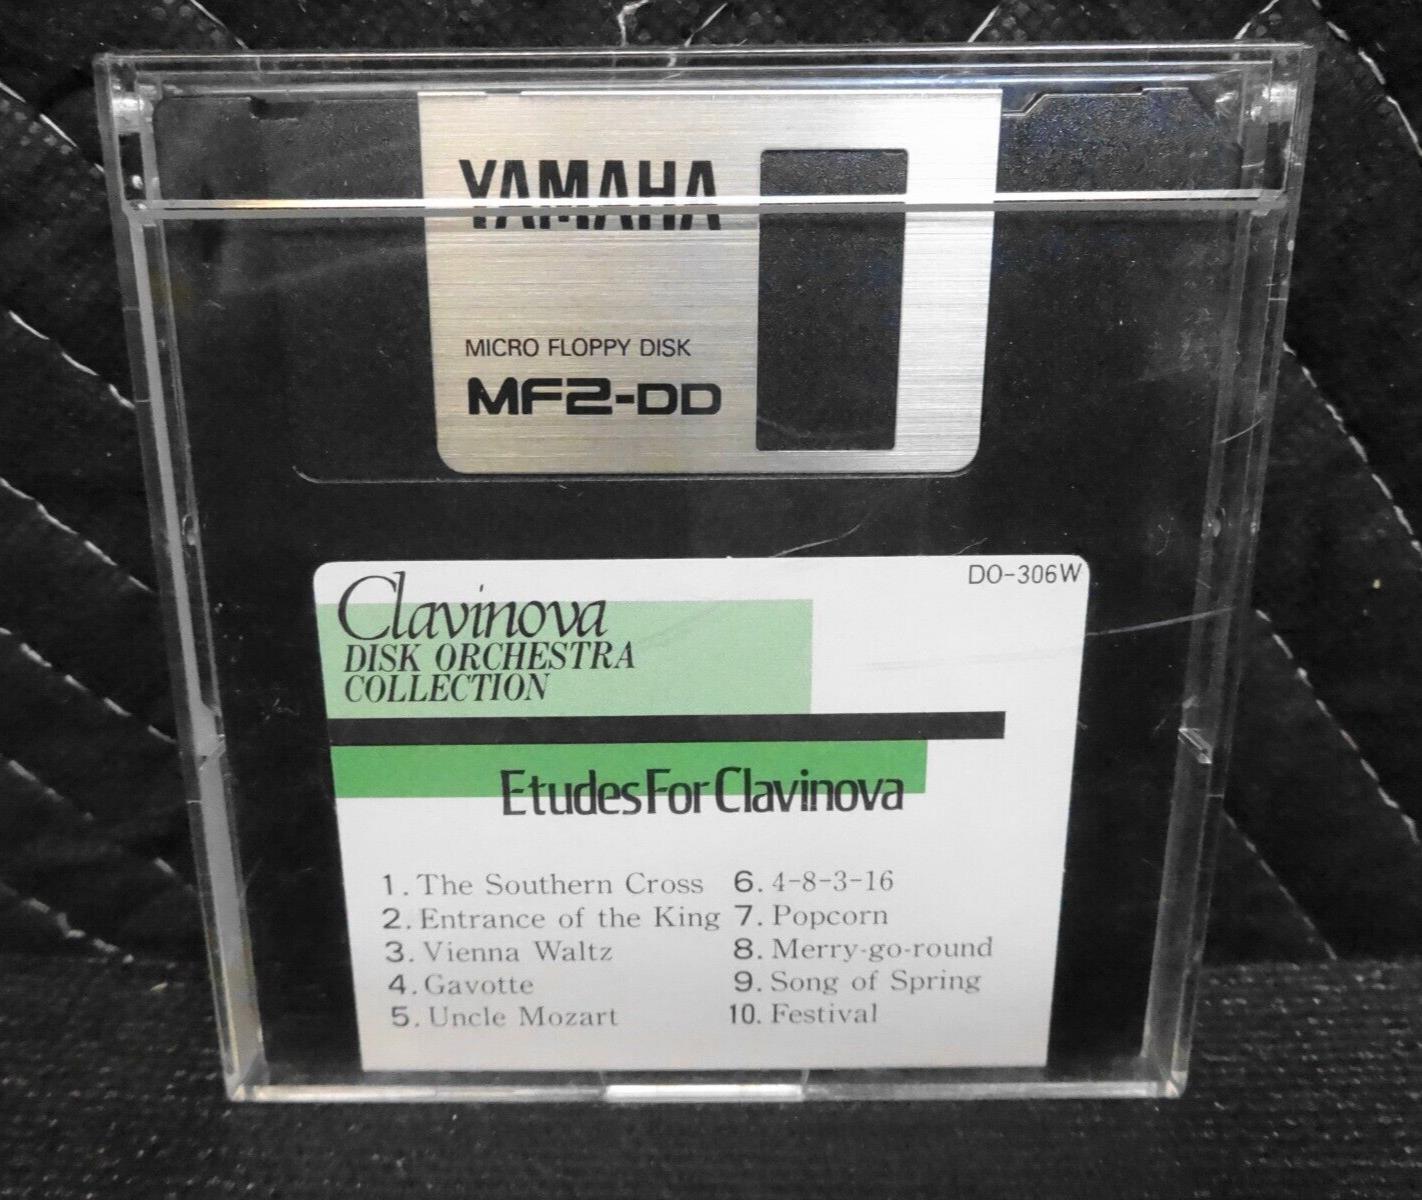 YAMAHA
MICRO FLOPPY DISK
MF2-DD
DO-306W
Clavinova
DISK ORCHESTRA
COLLECTION
Etudes For Clavinova
1. The Southern Cross
2. Entrance of the King
3. Vienna Waltz
4. Gavotte
5. Uncle Mozart
6. 4-8-3-16
7. Popcorn
8. Merry-go-round
9. Song of Spring
10. Festival